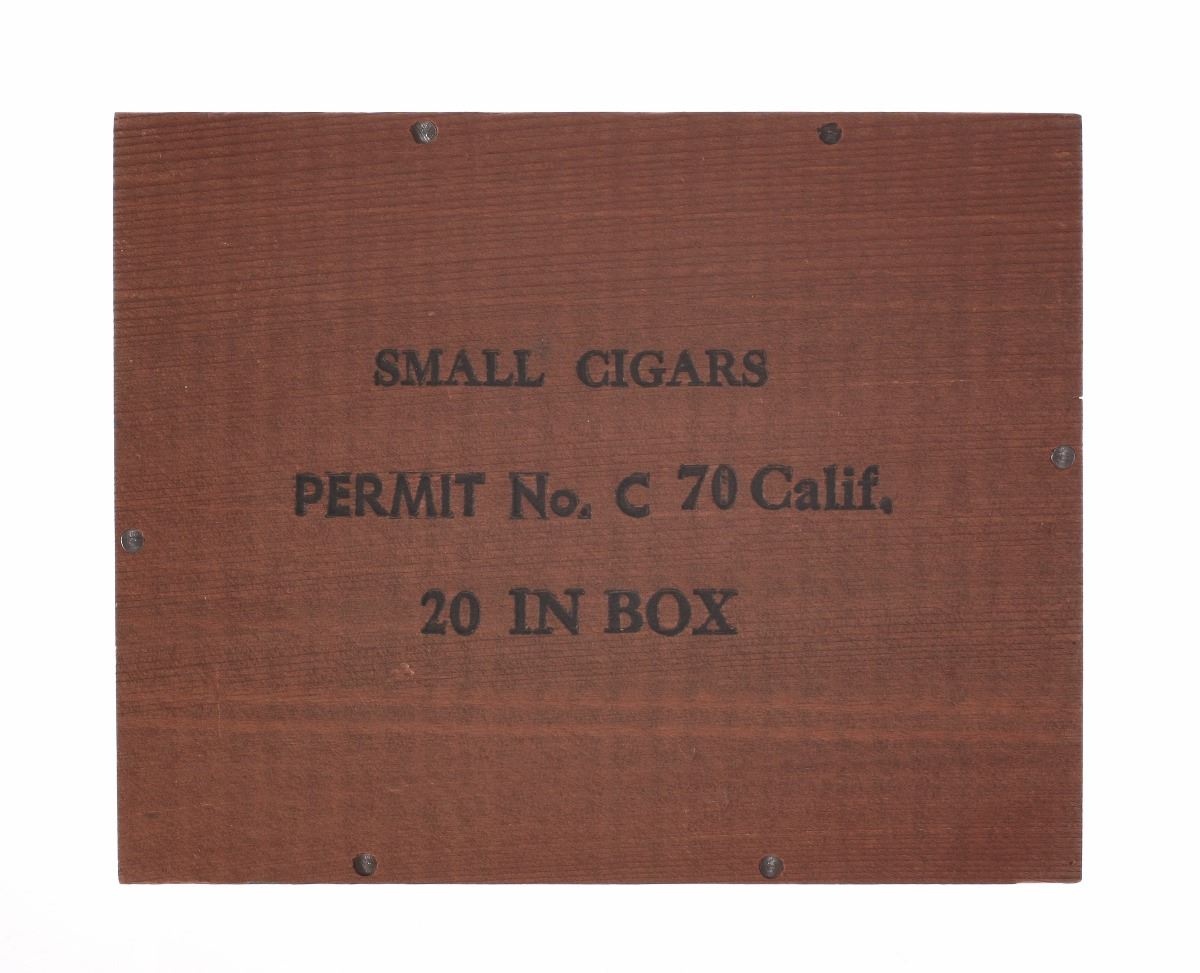 SMALL CIGARS
PERMIT No. C 70 Calif.
20 IN BOX